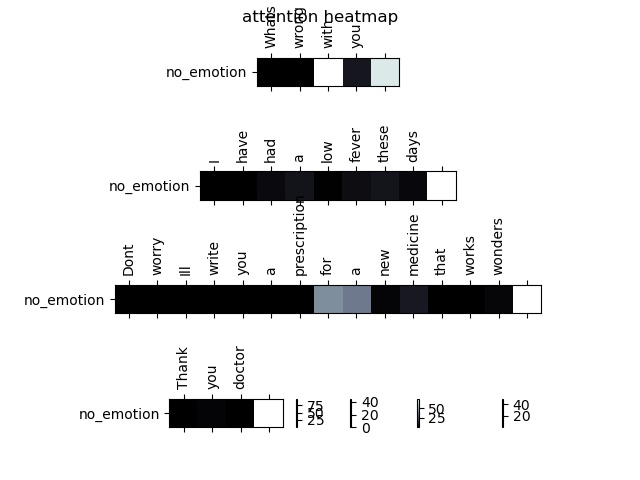 attention heatmap
Whats wrong with you
no_emotion
I have had a low fever these days
no_emotion
Dont worry Ill write you a prescription for a new medicine that works wonders
no_emotion
Thank you doctor
no_emotion
75 50 25
40 20 0
50 25
40 20